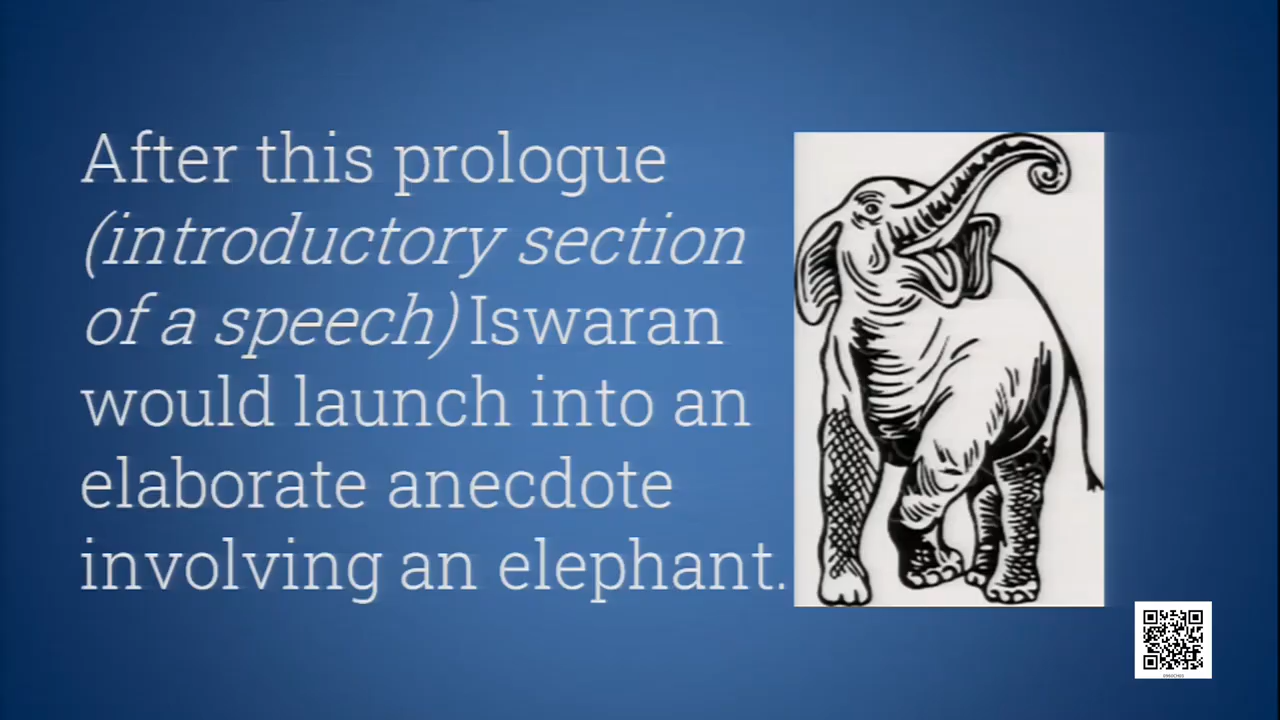 After this prologue
(introductory section
of a speech) Iswaran
would launch into an
elaborate anecdote
involving an elephant.